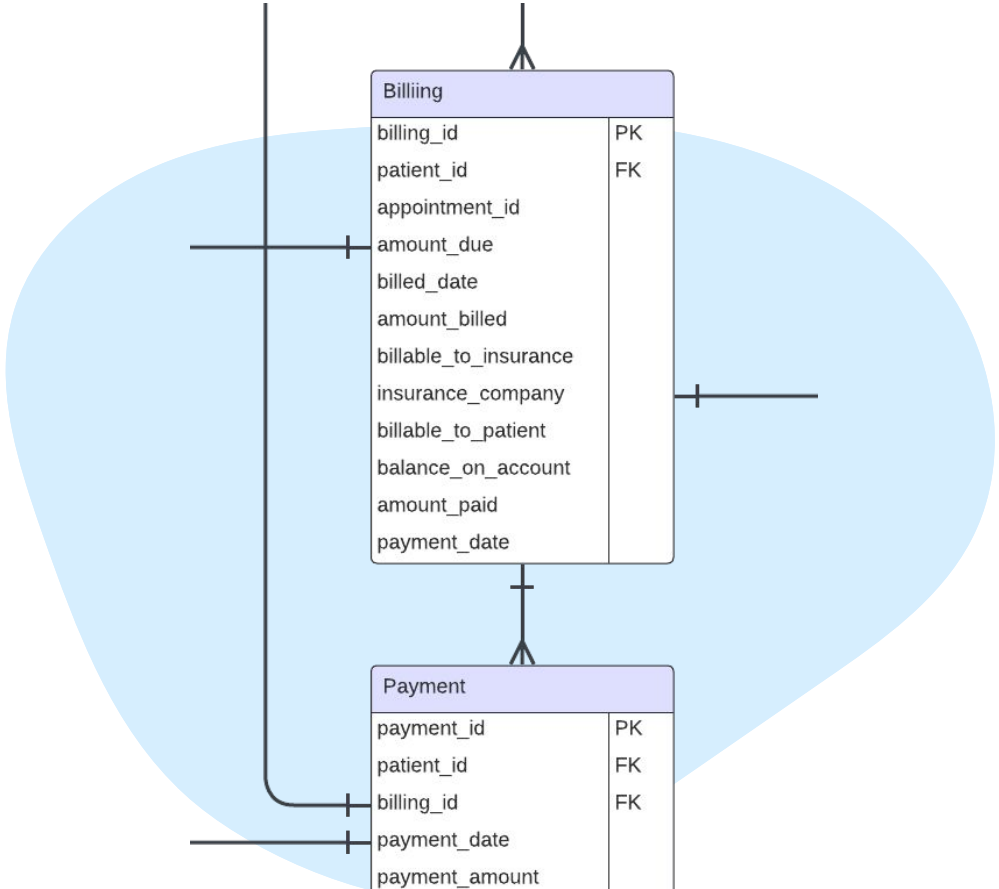 Billiing
billing_id PK
patient_id FK
appointment_id
amount_due
billed_date
amount_billed
billable_to_insurance
insurance_company
billable_to_patient
balance_on_account
amount_paid
payment_date
Payment
payment_id PK
patient_id FK
billing_id FK
payment_date
payment_amount